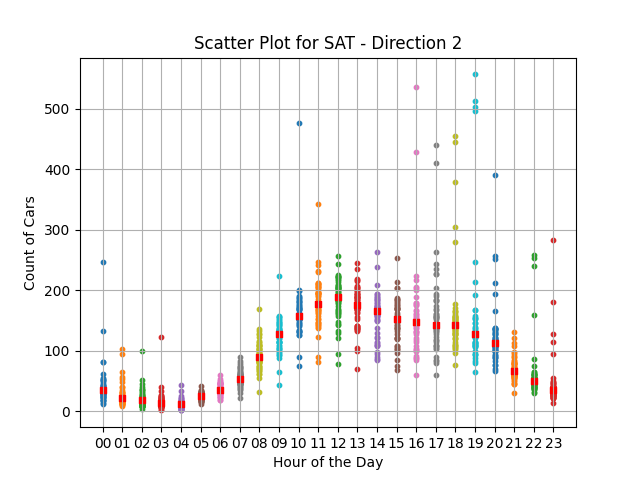 Scatter Plot for SAT - Direction 2
Count of Cars
500
400
300
200
100
0
00 01 02 03 04 05 06 07 08 09 10 11 12 13 14 15 16 17 18 19 20 21 22 23
Hour of the Day